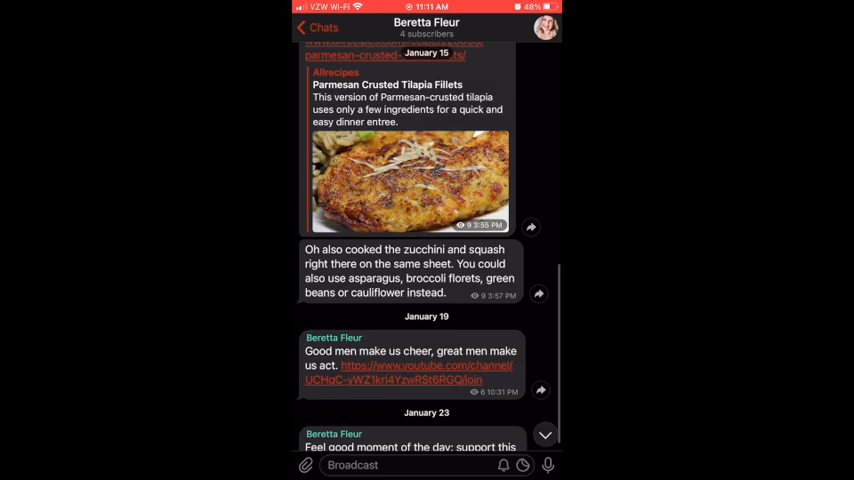 VZW Wi-Fi 11:11 AM 48%
Chats
Beretta Fleur
4 subscribers
January 15
Allrecipes
Parmesan Crusted Tilapia Fillets
This version of Parmesan-crusted tilapia
uses only a few ingredients for a quick and
easy dinner entree.
9 3:55 PM
Oh also cooked the zucchini and squash
right there on the same sheet. You could
also use asparagus, broccoli florets, green
beans or cauliflower instead.
9 3:57 PM
January 19
Beretta Fleur
Good men make us cheer, great men make
us act. https://www.youtube.com/channel/
UCHqC-yWZ1kri4YzwRSt6RGQ/join
6 10:31 PM
January 23
Beretta Fleur
Feel good moment of the day: support this
Broadcast